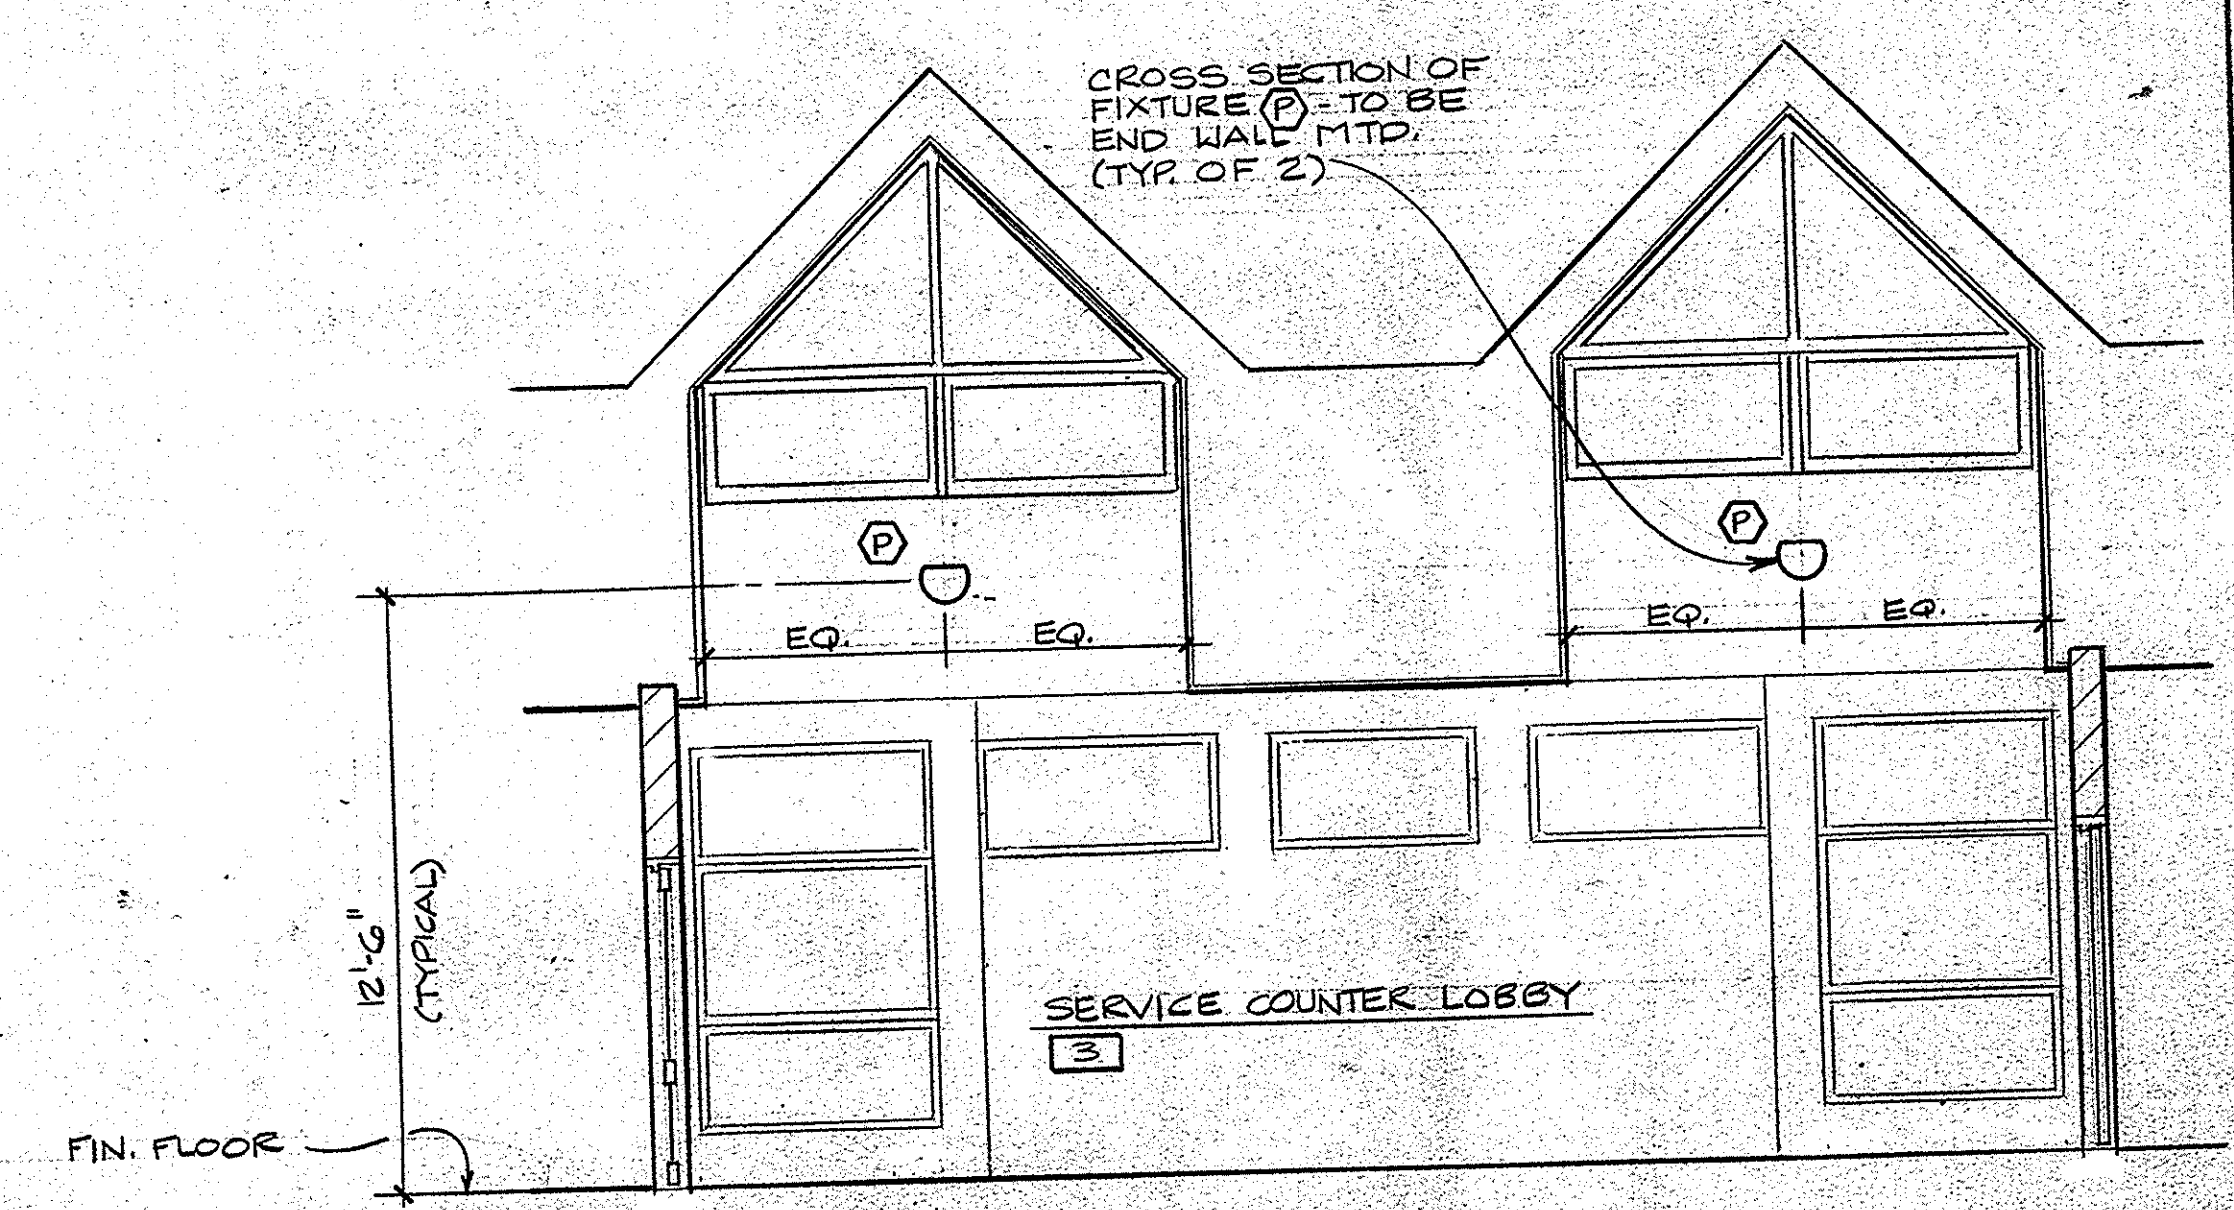 CROSS SECTION OF
FIXTURE P - TO BE
END WALL MTD.
(TYP. OF 2)
P
P
EQ.
EQ.
EQ.
EQ.
12'-6"
(TYPICAL)
SERVICE COUNTER LOBBY
3
FIN. FLOOR